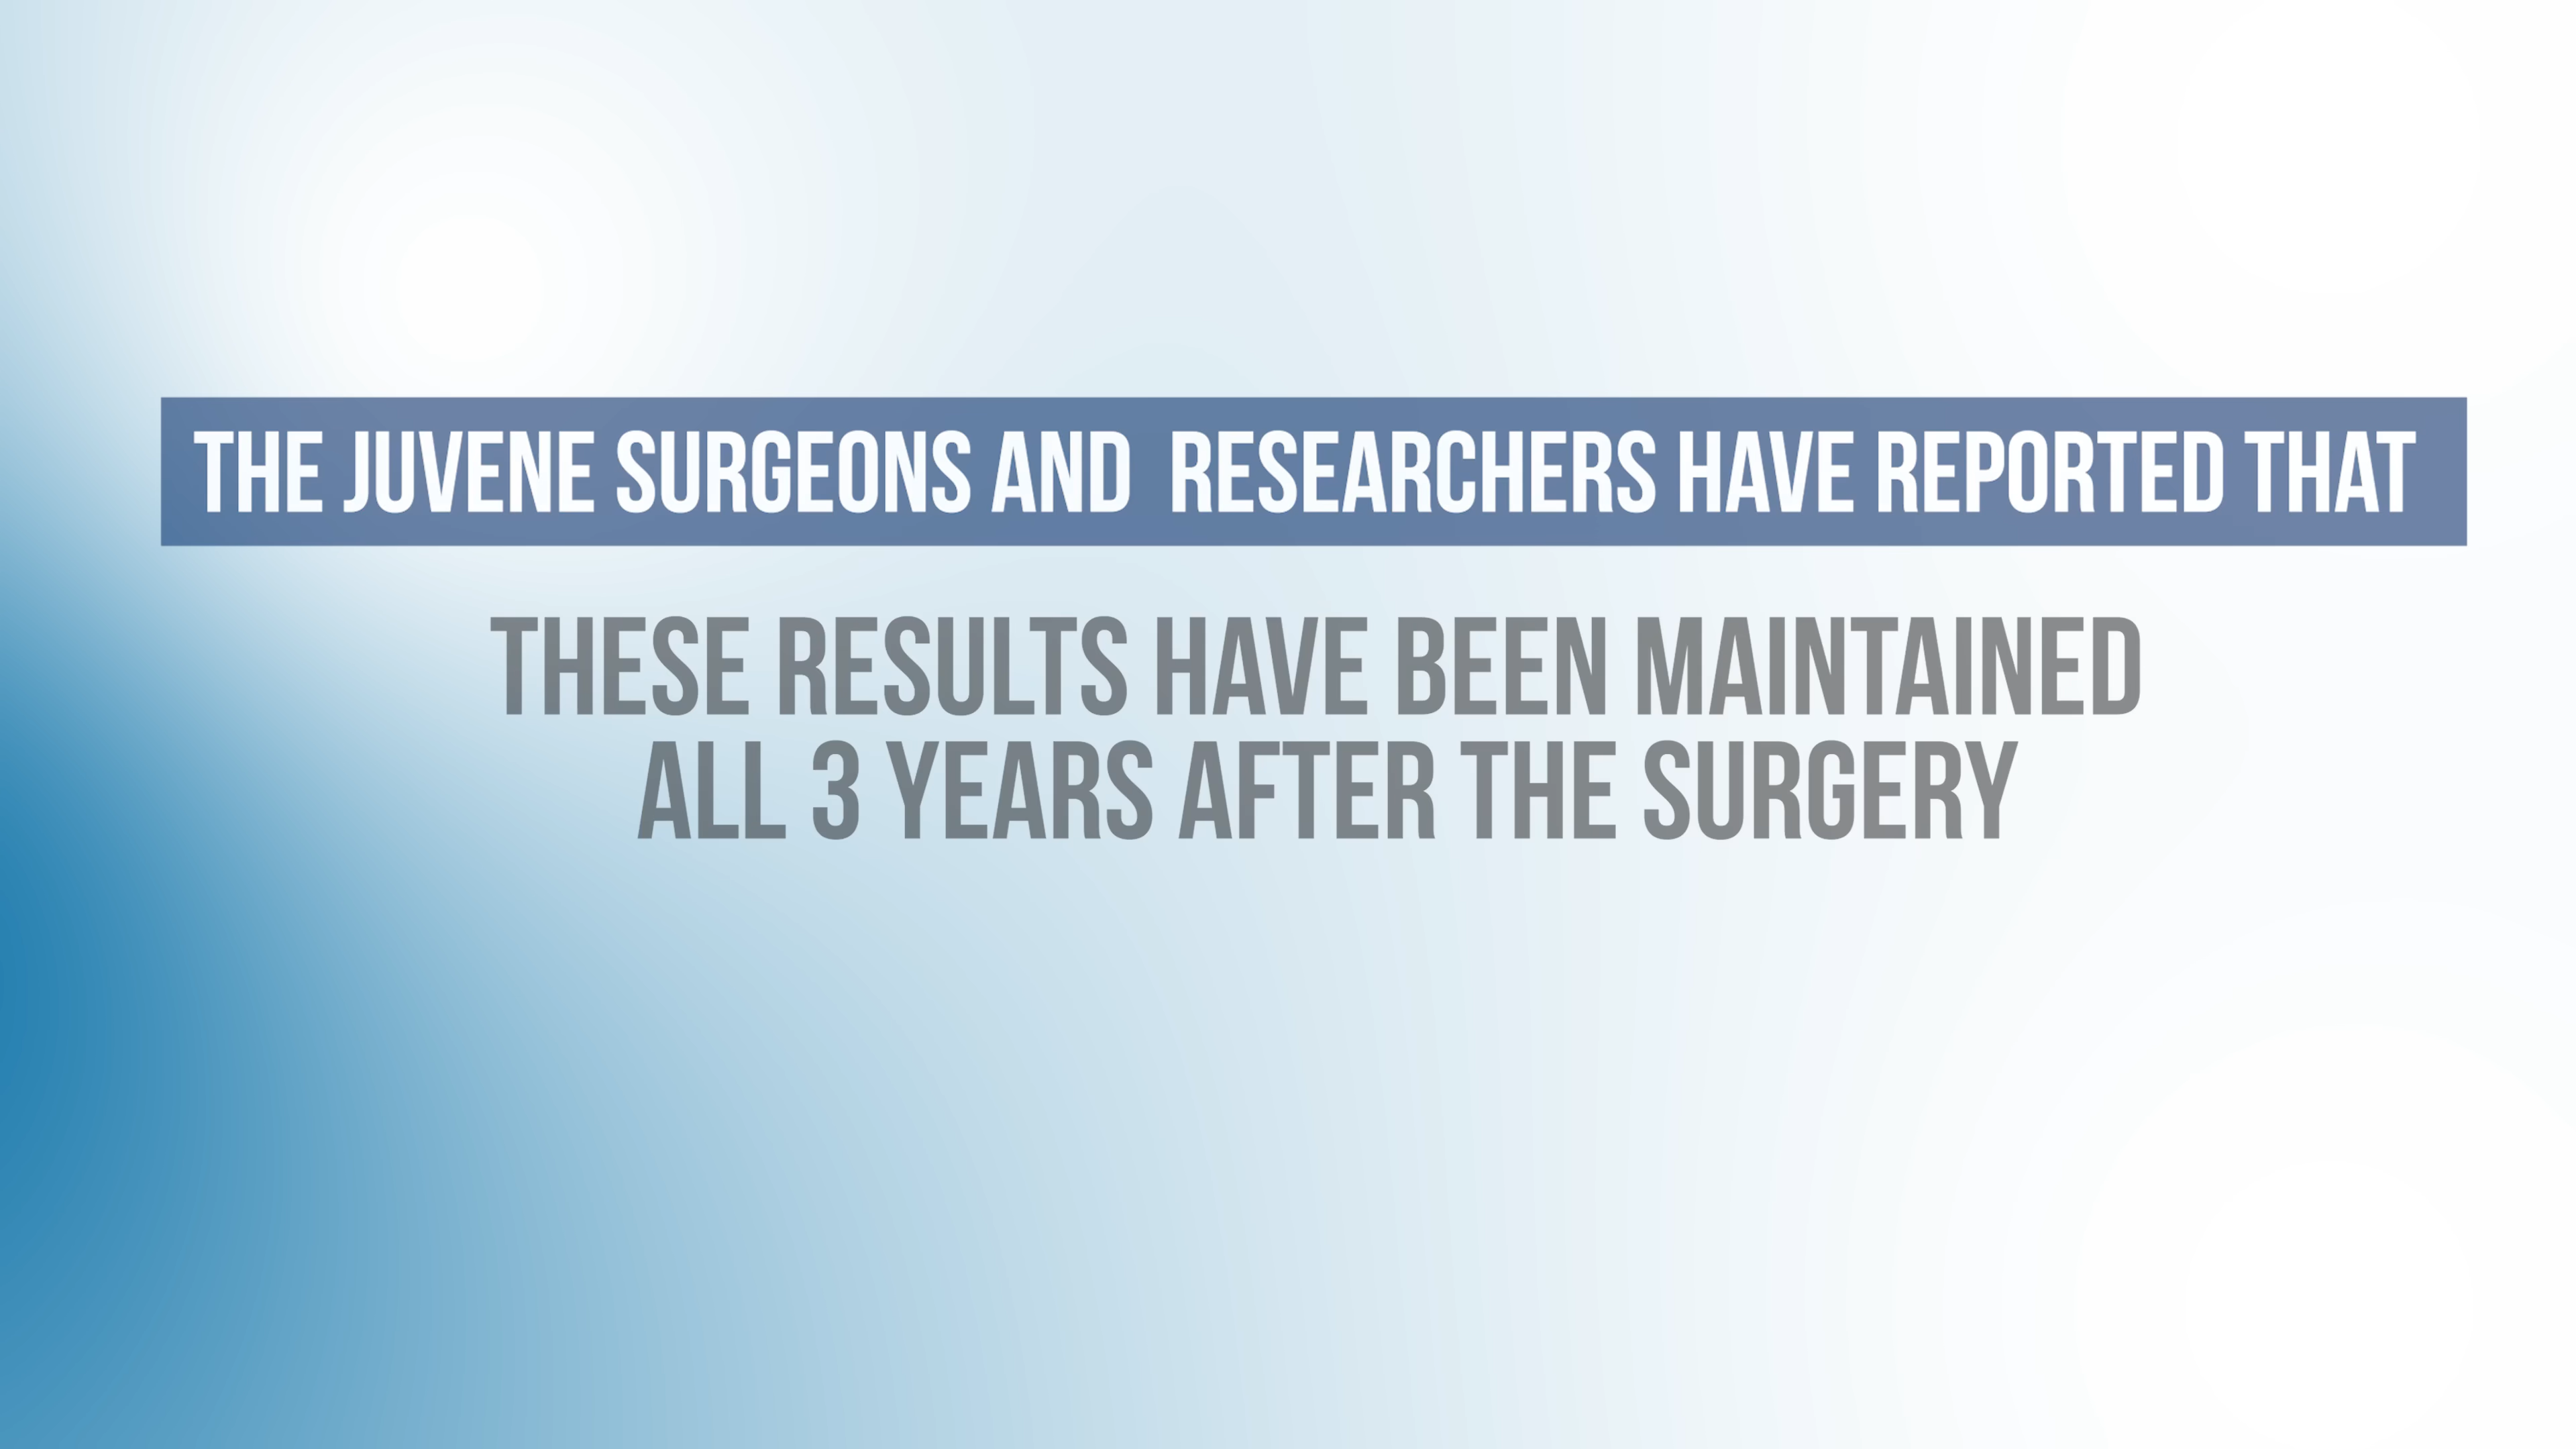 THE JUVENE SURGEONS AND  RESEARCHERS HAVE REPORTED THAT
THESE RESULTS HAVE BEEN MAINTAINED
ALL 3 YEARS AFTER THE SURGERY